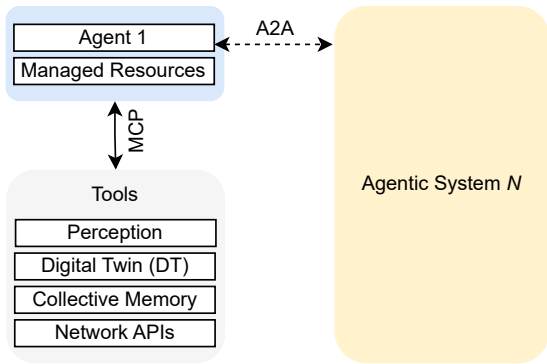 Agent 1
Managed Resources
A2A
MCP
Tools
Perception
Digital Twin (DT)
Collective Memory
Network APIs
Agentic System N